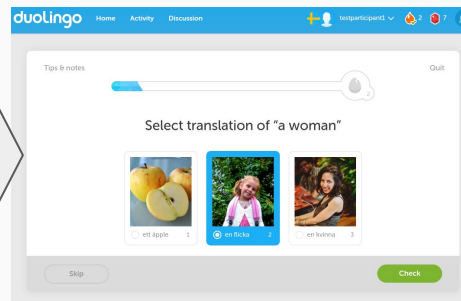 duolingo Home Activity Discussion testparticipant1 2 7
Tips & notes Quit
2
Select translation of "a woman"
ett äpple 1 en flicka 2 en kvinna 3
Skip Check